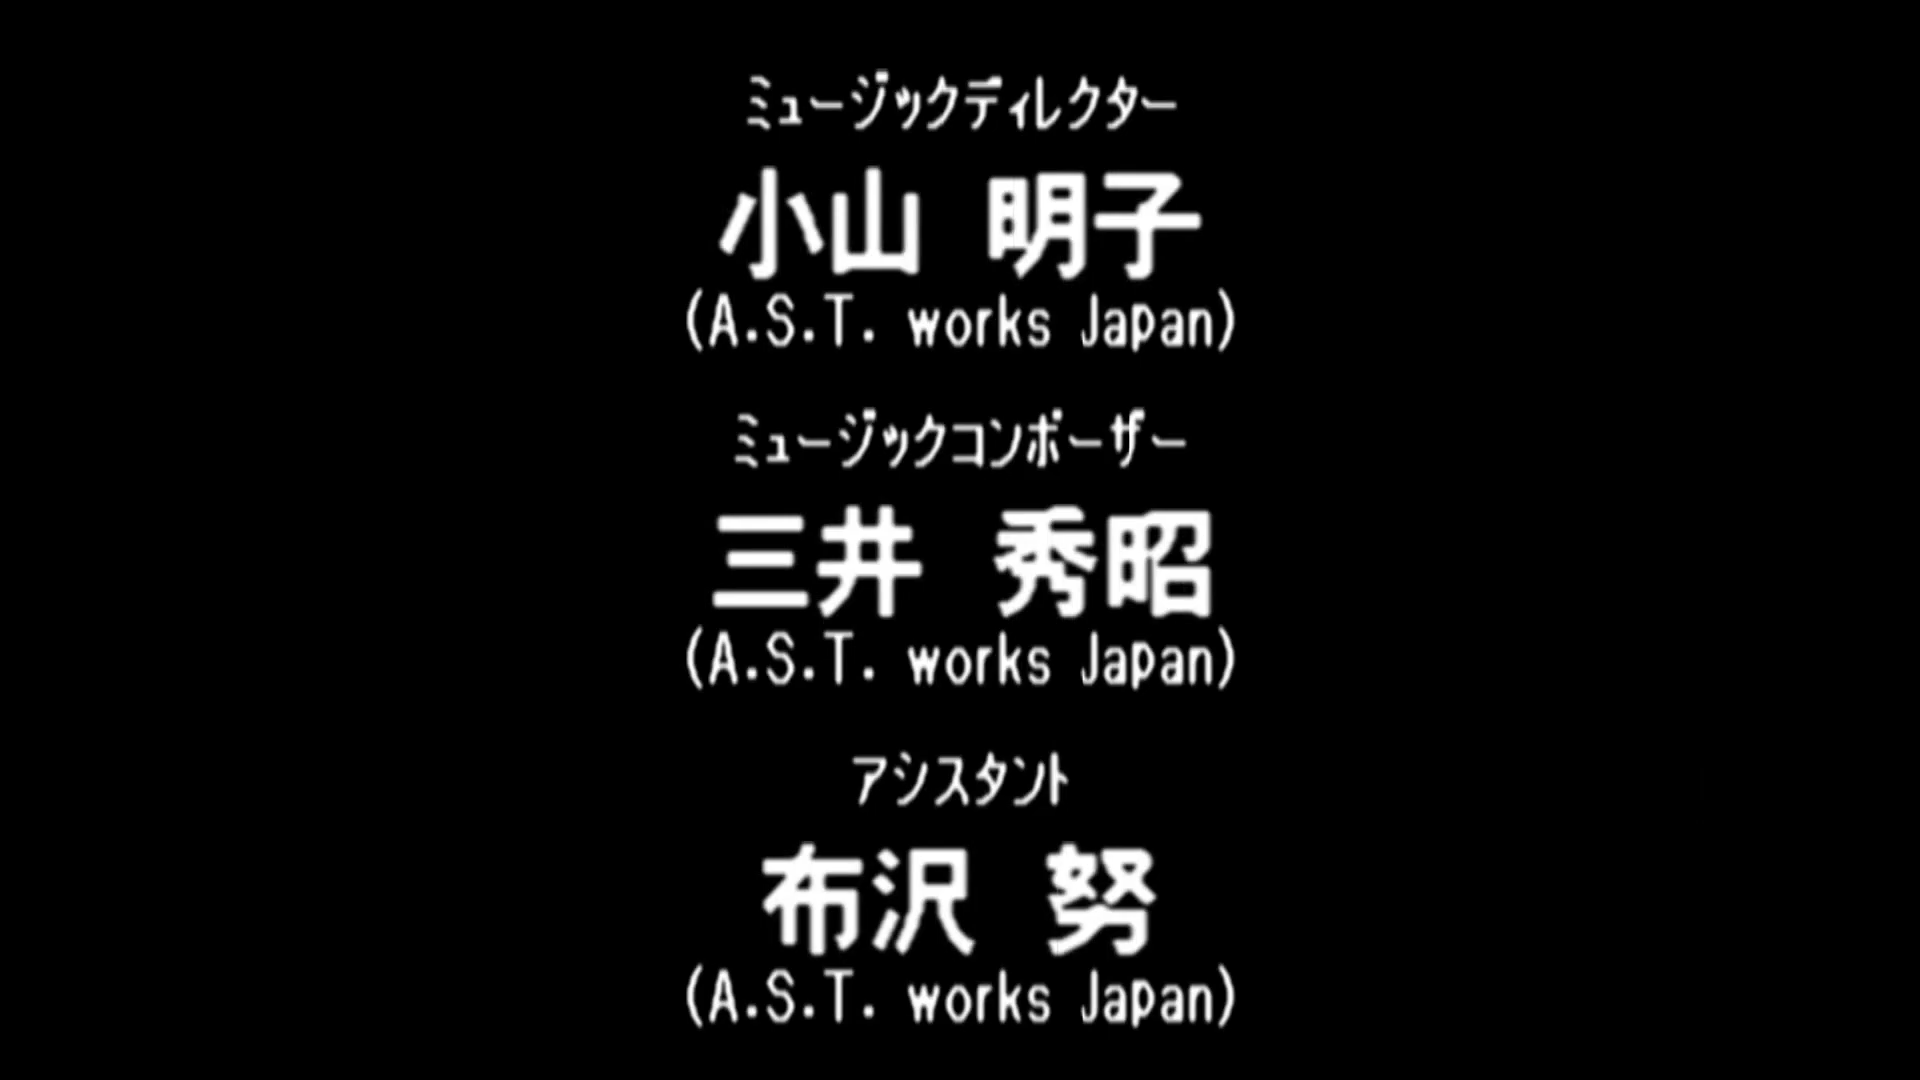 ミュージックディレクター
小山 明子
(A.S.T. works Japan)
ミュージックコンポーザー
三井 秀昭
(A.S.T. works Japan)
アシスタント
布沢 努
(A.S.T. works Japan)